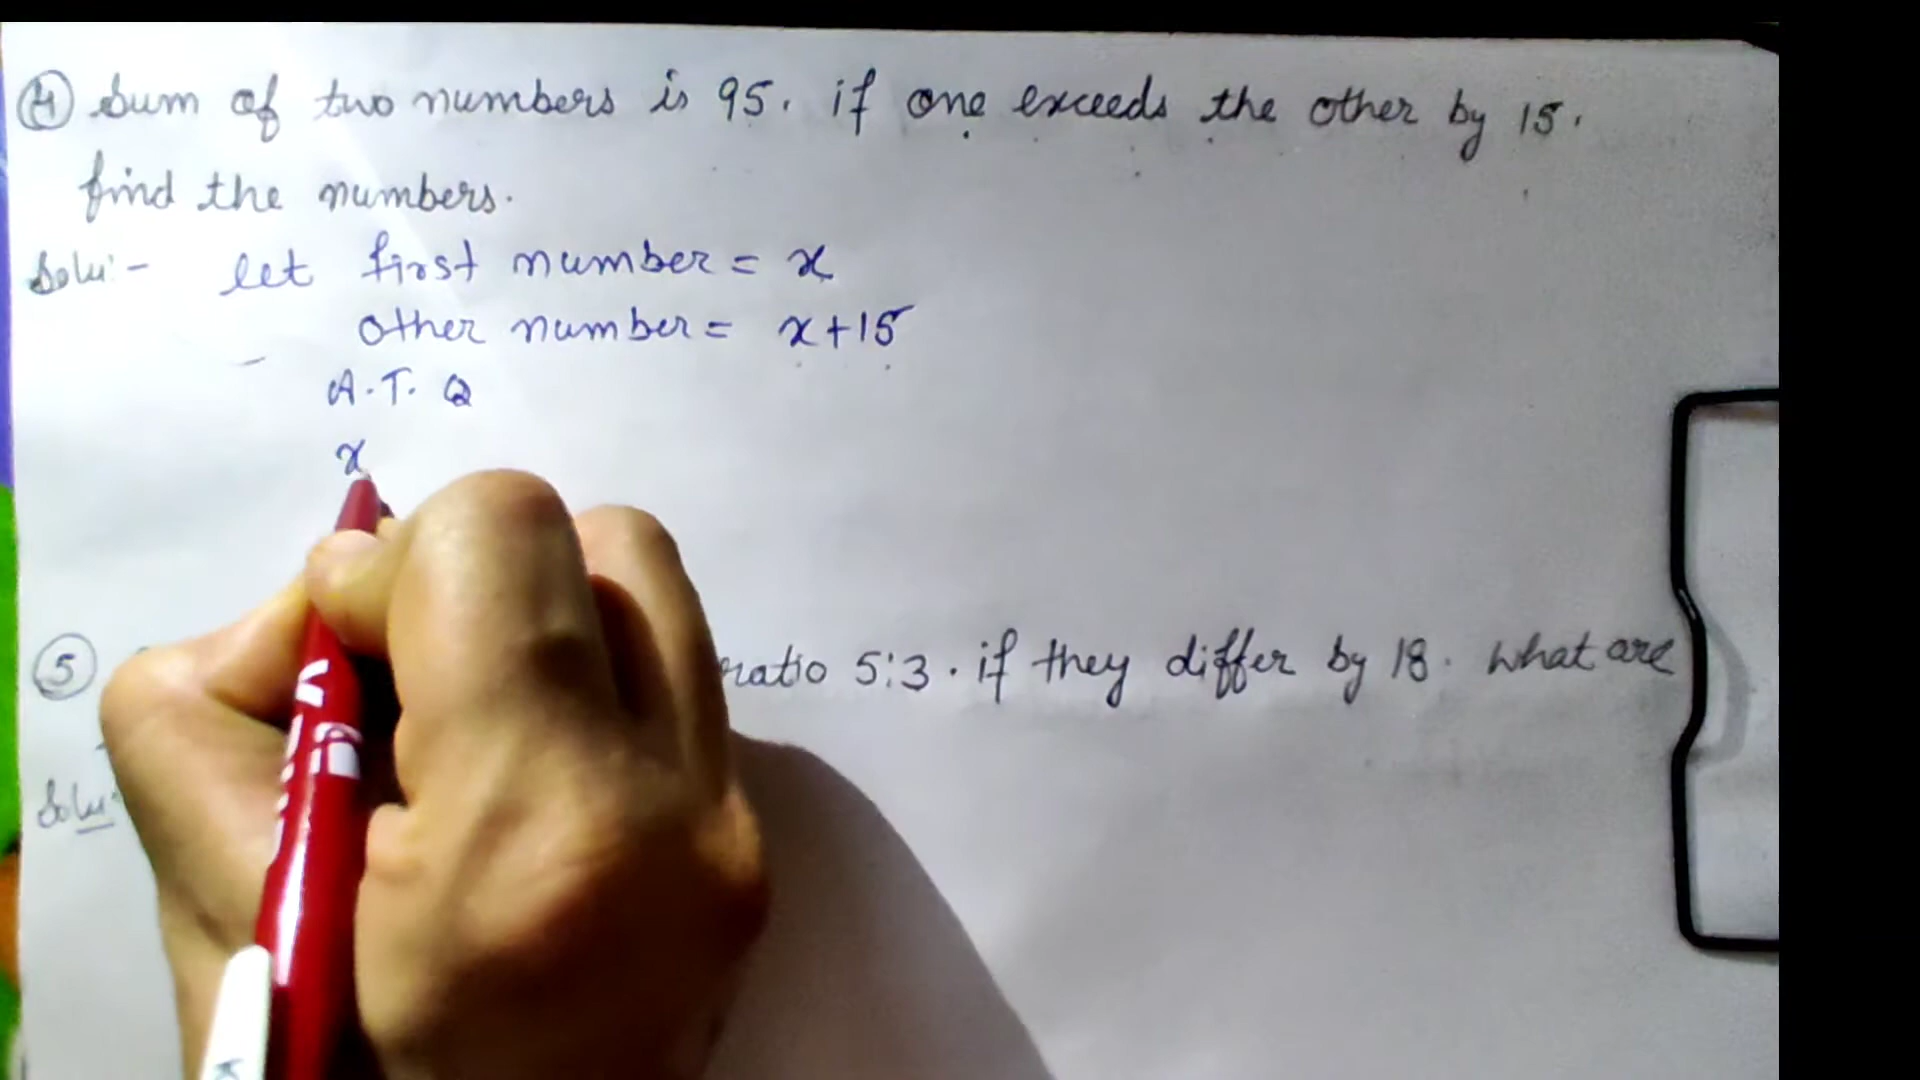 4 Sum of two numbers is 95. if one exceeds the other by 15.
find the numbers.
Solu:- let first number = x
other number = x+15
A.T.Q
x
5 ratio 5:3. if they differ by 18. What are
Solu: